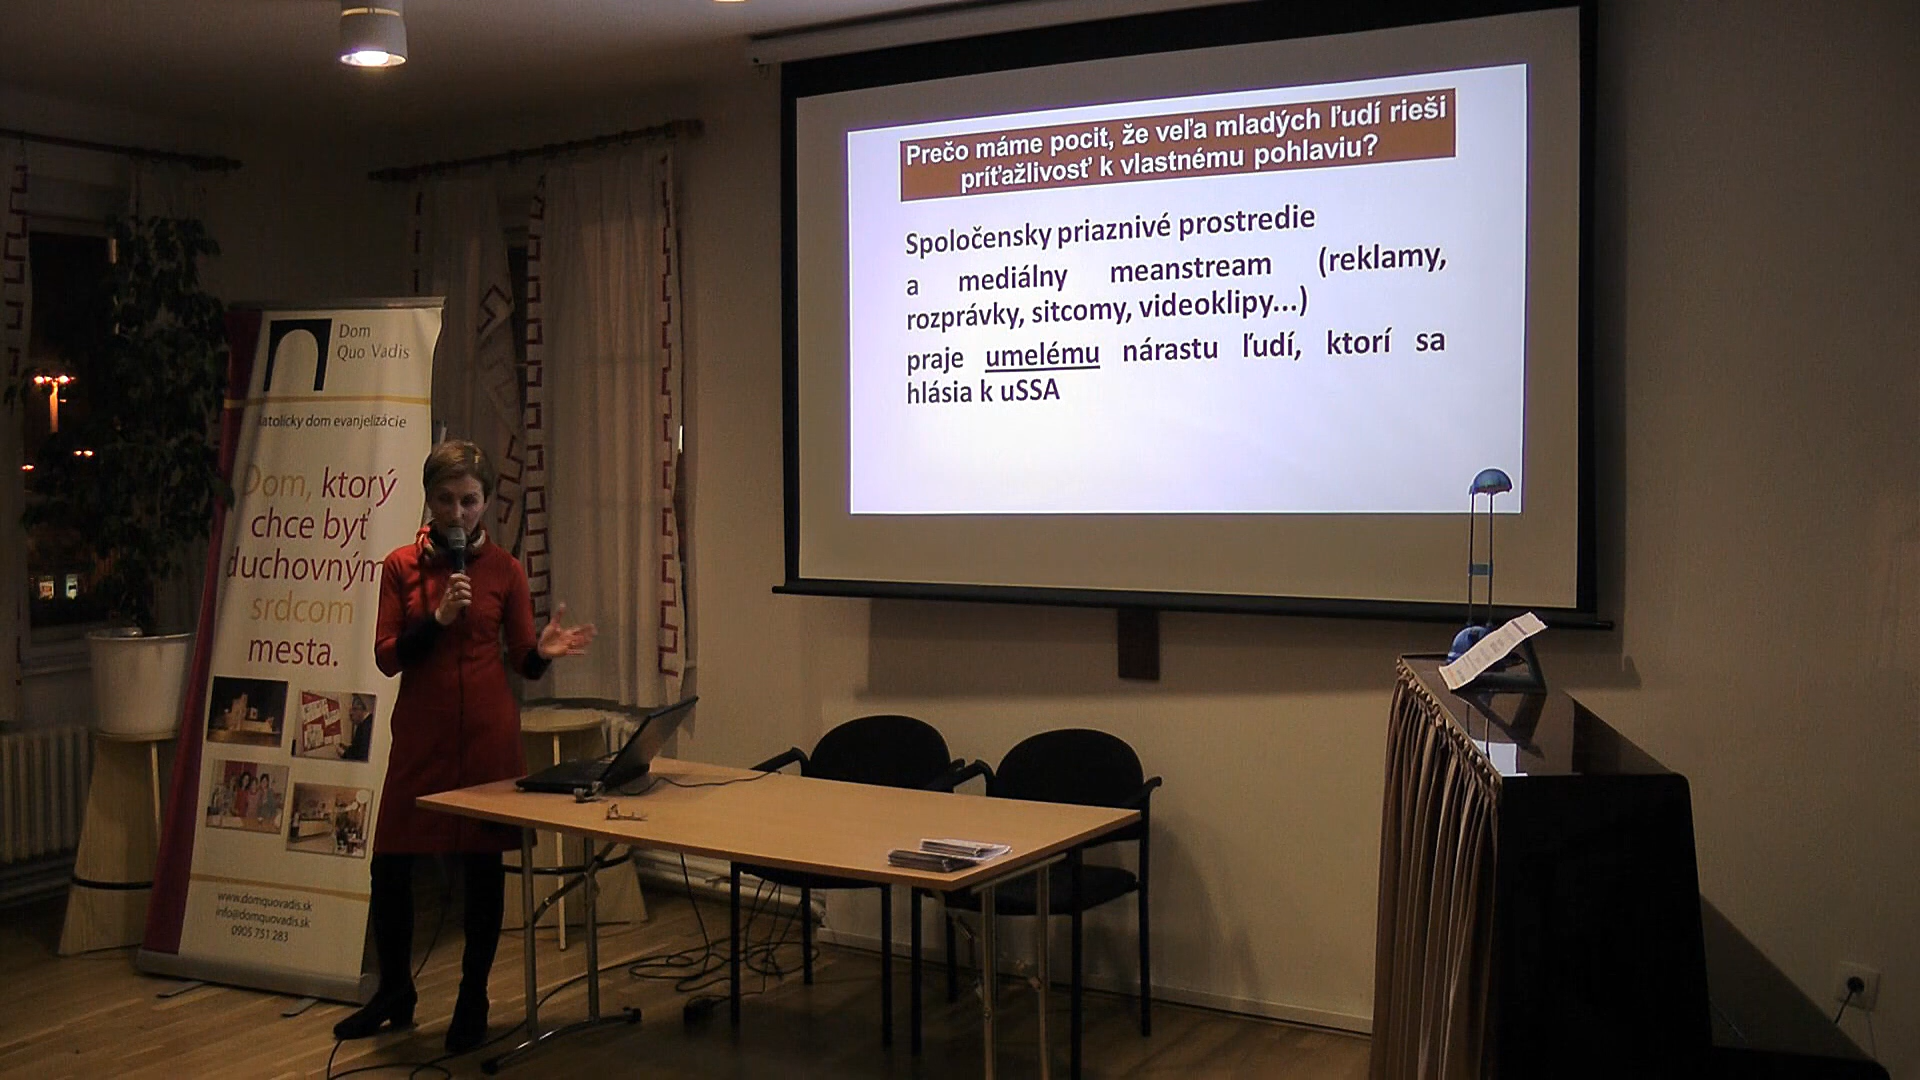 Prečo máme pocit, že veľa mladých ľudí rieši
príťažlivosť k vlastnému pohlaviu?
Spoločensky priaznivé prostredie
a mediálny meanstream (reklamy,
rozprávky, sitcomy, videoklipy...)
praje umelému nárastu ľudí, ktorí sa
hlásia k uSSA
Dom
Quo Vadis
atolícky dom evanjelizácie
Dom, ktorý
chce byť
duchovným
srdcom
mesta.
www.domquovadis.sk
info@domquovadis.sk
0905 751 283